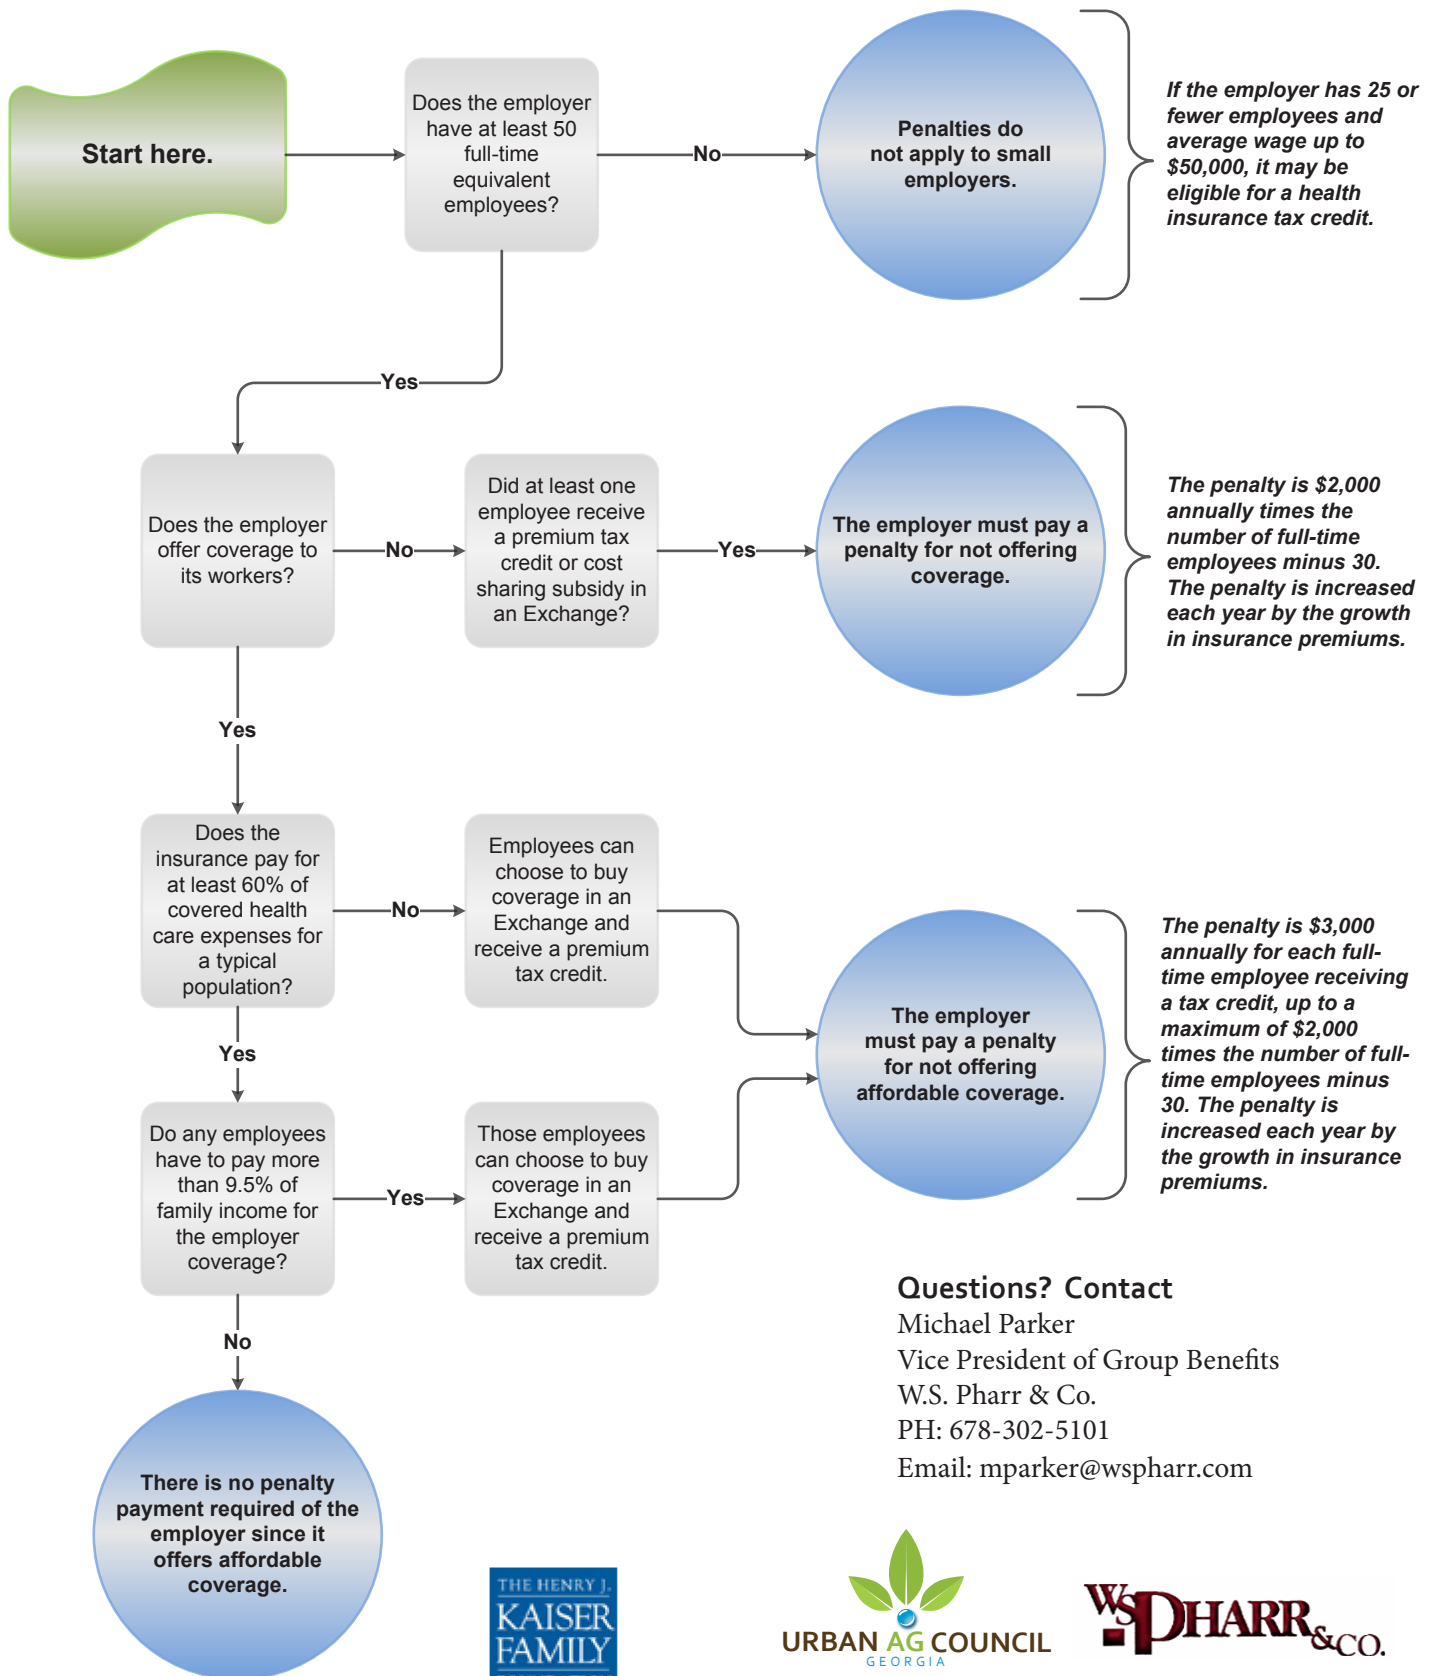 Start here.
Does the employer
have at least 50
full-time
equivalent
employees?
No
Penalties do
not apply to small
employers.
If the employer has 25 or
fewer employees and
average wage up to
$50,000, it may be
eligible for a health
insurance tax credit.
Yes
Does the employer
offer coverage to
its workers?
No
Did at least one
employee receive
a premium tax
credit or cost
sharing subsidy in
an Exchange?
Yes
The employer must pay a
penalty for not offering
coverage.
The penalty is $2,000
annually times the
number of full-time
employees minus 30.
The penalty is increased
each year by the growth
in insurance premiums.
Yes
Does the
insurance pay for
at least 60% of
covered health
care expenses for
a typical
population?
No
Employees can
choose to buy
coverage in an
Exchange and
receive a premium
tax credit.
The employer
must pay a penalty
for not offering
affordable coverage.
The penalty is $3,000
annually for each full-
time employee receiving
a tax credit, up to a
maximum of $2,000
times the number of full-
time employees minus
30. The penalty is
increased each year by
the growth in insurance
premiums.
Yes
Do any employees
have to pay more
than 9.5% of
family income for
the employer
coverage?
Yes
Those employees
can choose to buy
coverage in an
Exchange and
receive a premium
tax credit.
No
There is no penalty
payment required of the
employer since it
offers affordable
coverage.
Questions? Contact
Michael Parker
Vice President of Group Benefits
W.S. Pharr & Co.
PH: 678-302-5101
Email: mparker@wspharr.com
THE HENRY J.
KAISER
FAMILY
URBAN AG COUNCIL
GEORGIA
WS PHARR & CO.